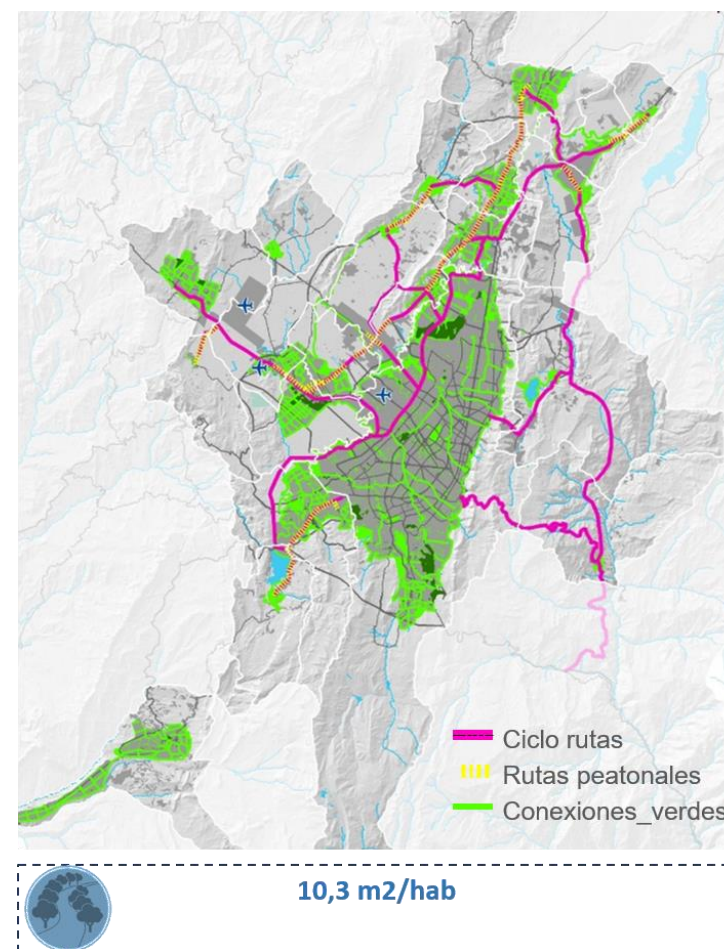 Ciclo rutas
Rutas peatonales
Conexiones_verdes
10,3 m2/hab